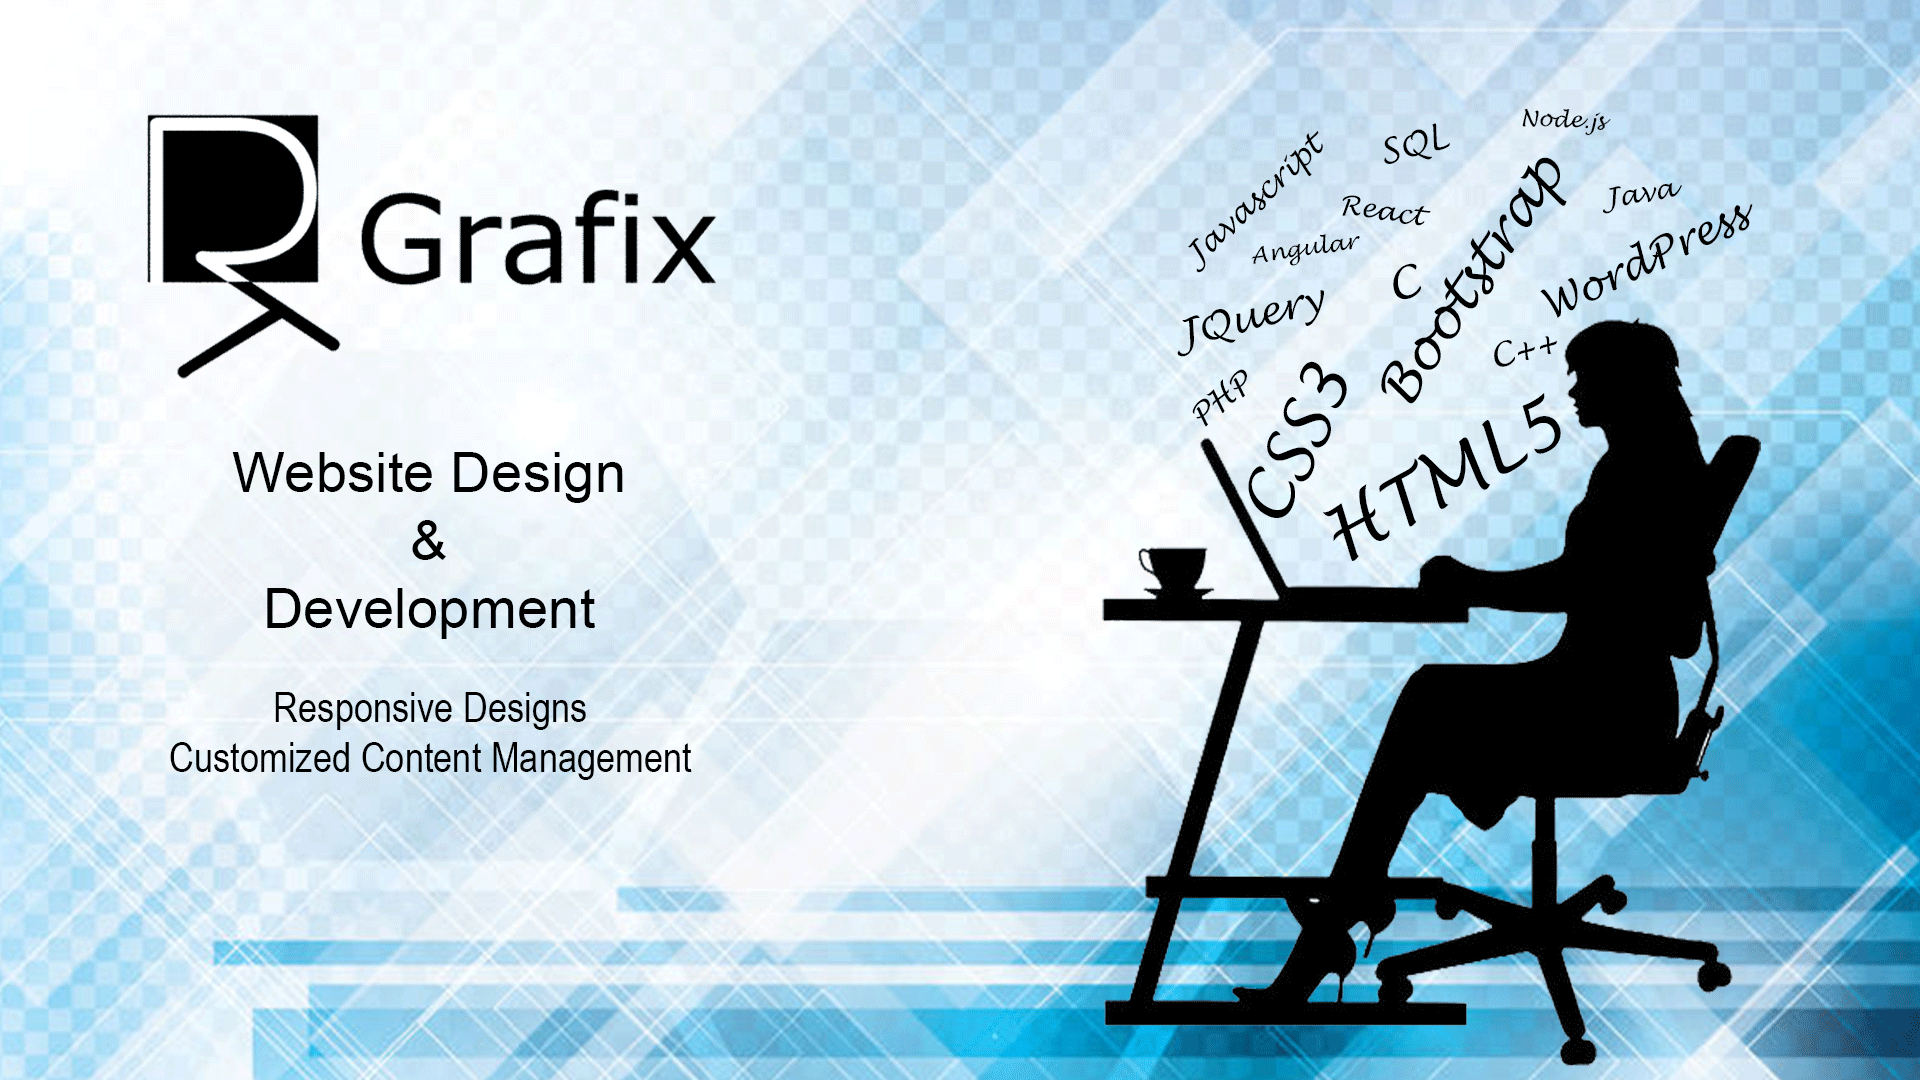 R Grafix
Website Design
&
Development
Responsive Designs
Customized Content Management
Node.js
SQL
Javascript
Java
React
Angular
WordPress
Bootstrap
C
JQuery
C++
PHP
CSS3
HTML5